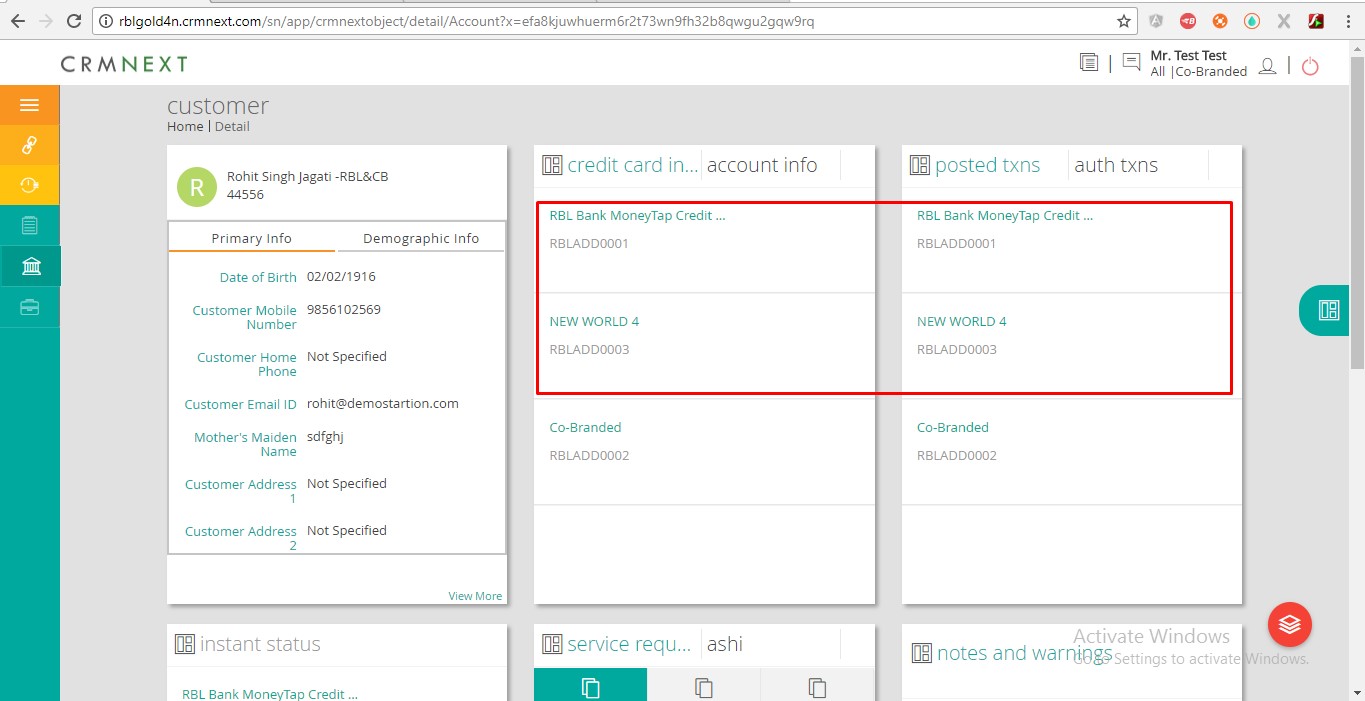 rblgold4n.crmnext.com/sn/app/crmnextobject/detail/Account?x=efa8kjuwhuerm6r2t73wn9fh32b8qwgu2gqw9rq
CRMNEXT
Mr. Test Test
All |Co-Branded
customer
Home | Detail
R
Rohit Singh Jagati -RBL&CB
44556
Primary Info
Demographic Info
Date of Birth 02/02/1916
Customer Mobile Number 9856102569
Customer Home Phone Not Specified
Customer Email ID rohit@demostartion.com
Mother's Maiden Name sdfghj
Customer Address 1 Not Specified
Customer Address 2 Not Specified
View More
credit card in... account info
RBL Bank MoneyTap Credit ...
RBLADD0001
NEW WORLD 4
RBLADD0003
Co-Branded
RBLADD0002
posted txns auth txns
RBL Bank MoneyTap Credit ...
RBLADD0001
NEW WORLD 4
RBLADD0003
Co-Branded
RBLADD0002
instant status
RBL Bank MoneyTap Credit ...
service requ... ashi
notes and warnings
Activate Windows
Go to Settings to activate Windows.